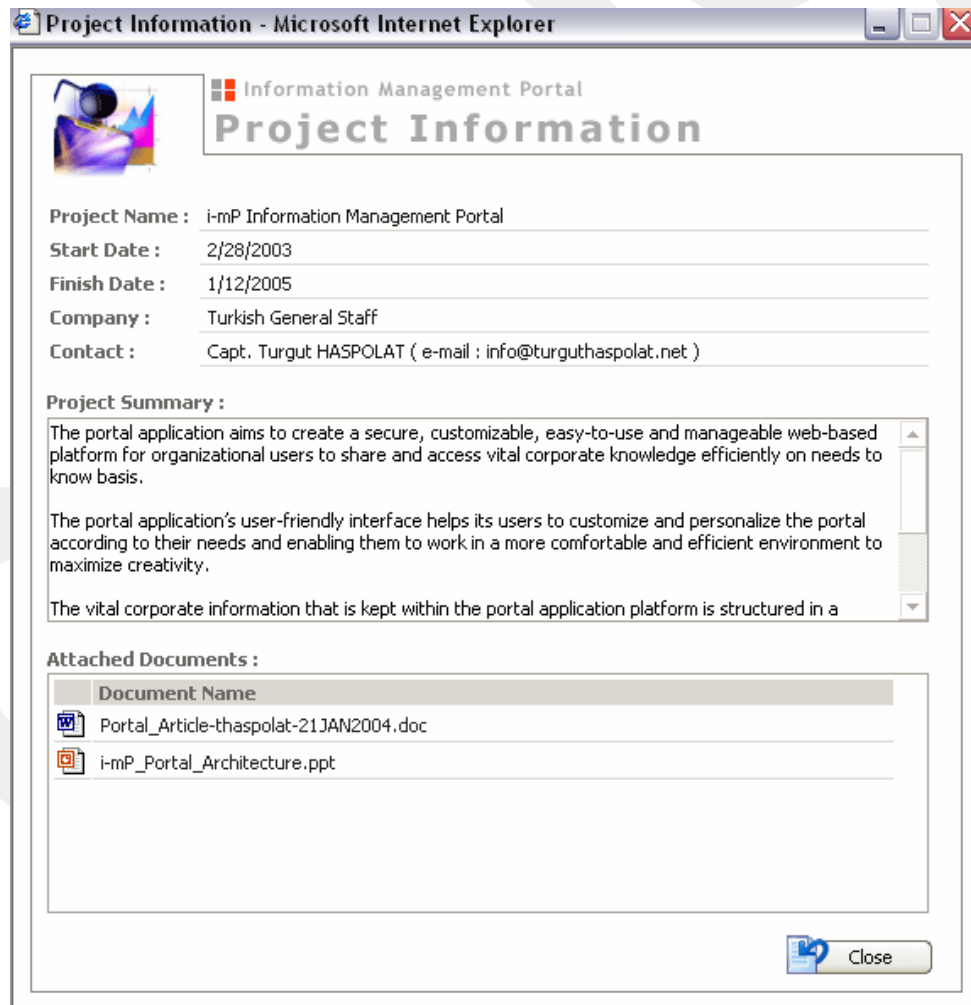 Project Information - Microsoft Internet Explorer
Information Management Portal
Project Information
Project Name : i-mP Information Management Portal
Start Date : 2/28/2003
Finish Date : 1/12/2005
Company : Turkish General Staff
Contact : Capt. Turgut HASPOLAT ( e-mail : info@turguthaspolat.net )
Project Summary :
The portal application aims to create a secure, customizable, easy-to-use and manageable web-based
platform for organizational users to share and access vital corporate knowledge efficiently on needs to
know basis.
The portal application's user-friendly interface helps its users to customize and personalize the portal
according to their needs and enabling them to work in a more comfortable and efficient environment to
maximize creativity.
The vital corporate information that is kept within the portal application platform is structured in a
Attached Documents :
Document Name
Portal_Article-thaspolat-21JAN2004.doc
i-mP_Portal_Architecture.ppt
Close